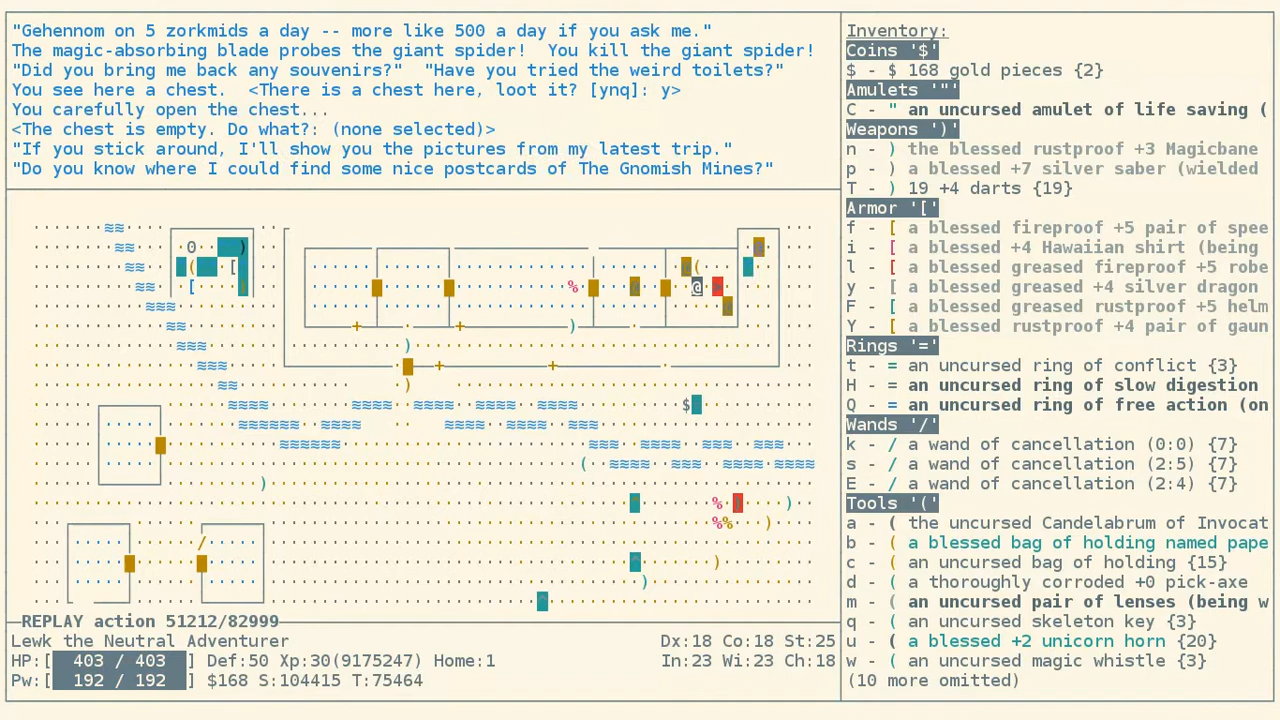 "Gehennom on 5 zorkmids a day -- more like 500 a day if you ask me."
The magic-absorbing blade probes the giant spider!  You kill the giant spider!
"Did you bring me back any souvenirs?"  "Have you tried the weird toilets?"
You see here a chest.  <There is a chest here, loot it? [ynq]: y>
You carefully open the chest...
<The chest is empty. Do what?: (none selected)>
"If you stick around, I'll show you the pictures from my latest trip."
"Do you know where I could find some nice postcards of The Gnomish Mines?"
REPLAY action 51212/82999
Lewk the Neutral Adventurer Dx:18 Co:18 St:25
HP:[ 403 / 403 ] Def:50 Xp:30(9175247) Home:1 In:23 Wi:23 Ch:18
Pw:[ 192 / 192 ] $168 S:104415 T:75464
Inventory:
Coins '$'
$ - $ 168 gold pieces {2}
Amulets '"'
C - " an uncursed amulet of life saving (
Weapons ')'
n - ) the blessed rustproof +3 Magicbane
p - ) a blessed +7 silver saber (wielded
T - ) 19 +4 darts {19}
Armor '['
f - [ a blessed fireproof +5 pair of spee
i - [ a blessed +4 Hawaiian shirt (being
l - [ a blessed greased fireproof +5 robe
y - [ a blessed greased +4 silver dragon
F - [ a blessed greased rustproof +5 helm
Y - [ a blessed rustproof +4 pair of gaun
Rings '='
t - = an uncursed ring of conflict {3}
H - = an uncursed ring of slow digestion
Q - = an uncursed ring of free action (on
Wands '/'
k - / a wand of cancellation (0:0) {7}
s - / a wand of cancellation (2:5) {7}
E - / a wand of cancellation (2:4) {7}
Tools '('
a - ( the uncursed Candelabrum of Invocat
b - ( a blessed bag of holding named pape
c - ( an uncursed bag of holding {15}
d - ( a thoroughly corroded +0 pick-axe
m - ( an uncursed pair of lenses (being w
q - ( an uncursed skeleton key {3}
u - ( a blessed +2 unicorn horn {20}
w - ( an uncursed magic whistle {3}
(10 more omitted)